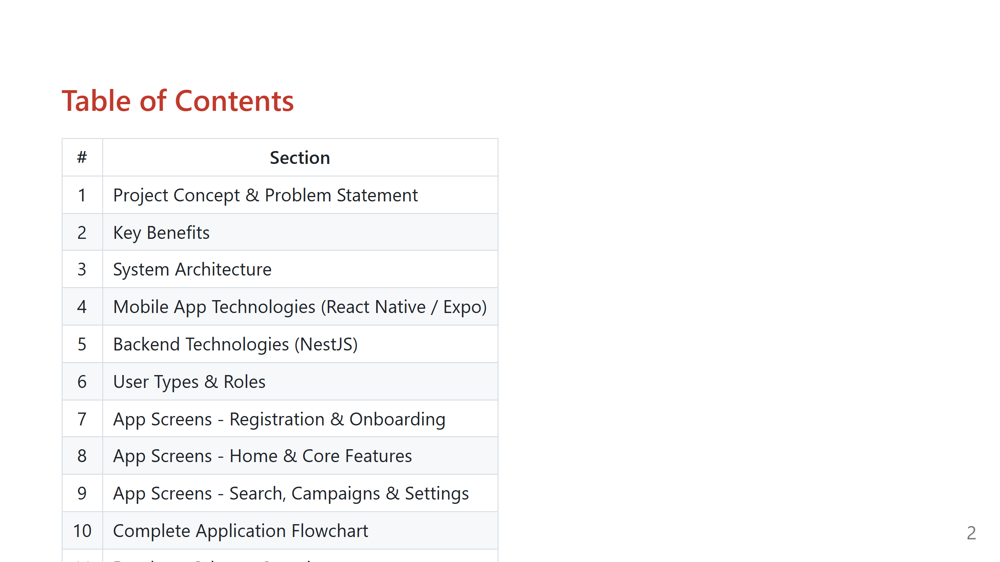 Table of Contents
# Section
1 Project Concept & Problem Statement
2 Key Benefits
3 System Architecture
4 Mobile App Technologies (React Native / Expo)
5 Backend Technologies (NestJS)
6 User Types & Roles
7 App Screens - Registration & Onboarding
8 App Screens - Home & Core Features
9 App Screens - Search, Campaigns & Settings
10 Complete Application Flowchart
2